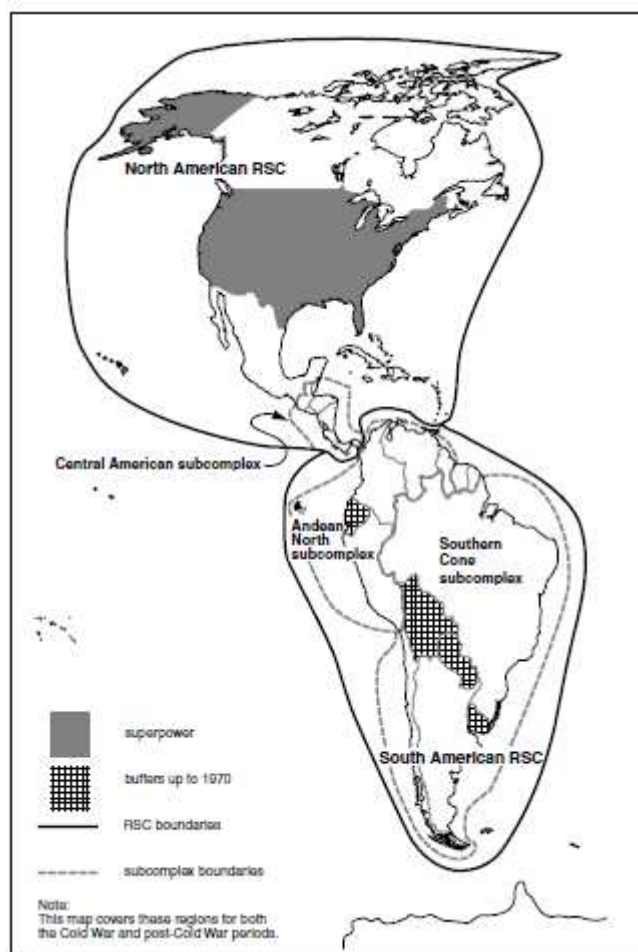 North American RSC
Central American subcomplex
Andean
North
subcomplex
Southern
Cone
subcomplex
South American RSC
superpower
buffers up to 1970
RSC boundaries
subcomplex boundaries
Note:
This map covers these regions for both
the Cold War and post-Cold War periods.